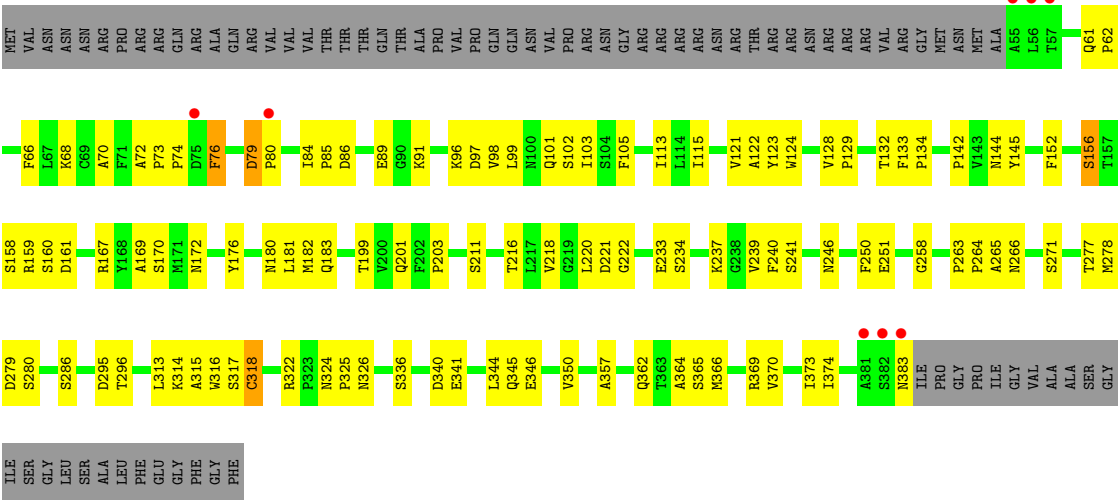 MET VAL ASN ASN ASN ARG PRO ARG ARG GLN ARG ALA GLN ARG VAL VAL VAL THR THR THR GLN THR ALA PRO VAL PRO GLN GLN ASN VAL PRO ARG ASN GLY ARG ARG ARG ARG ARG ASN ARG THR ARG ARG ASN ARG ARG ARG VAL ARG GLY MET ASN MET ALA A55 L56 T57 Q61 P62
F66 L67 K68 C69 A70 F71 A72 P73 P74 D75 F76 D79 P80 I84 P85 D86 E89 G90 K91 K96 D97 V98 L99 N100 Q101 S102 I103 S104 F105 I113 L114 I115 V121 A122 Y123 W124 V128 P129 T132 F133 P134 P142 V143 N144 Y145 F152 S156 T157
S158 R159 S160 D161 R167 Y168 A169 S170 M171 N172 Y176 N180 L181 M182 Q183 T199 V200 Q201 F202 P203 S211 T216 L217 V218 G219 L220 D221 G222 E233 S234 K237 G238 V239 F240 S241 N246 F250 E251 G258 P263 P264 A265 N266 S271 T277 M278
D279 S280 S286 D295 T296 L313 K314 A315 W316 S317 C318 R322 P323 N324 P325 N326 S336 D340 E341 L344 Q345 E346 V350 A357 Q362 T363 A364 S365 M366 R369 V370 I373 I374 A381 S382 N383 ILE PRO GLY PRO ILE GLY VAL ALA ALA SER GLY
ILE SER GLY LEU SER ALA LEU PHE GLU GLY PHE GLY PHE